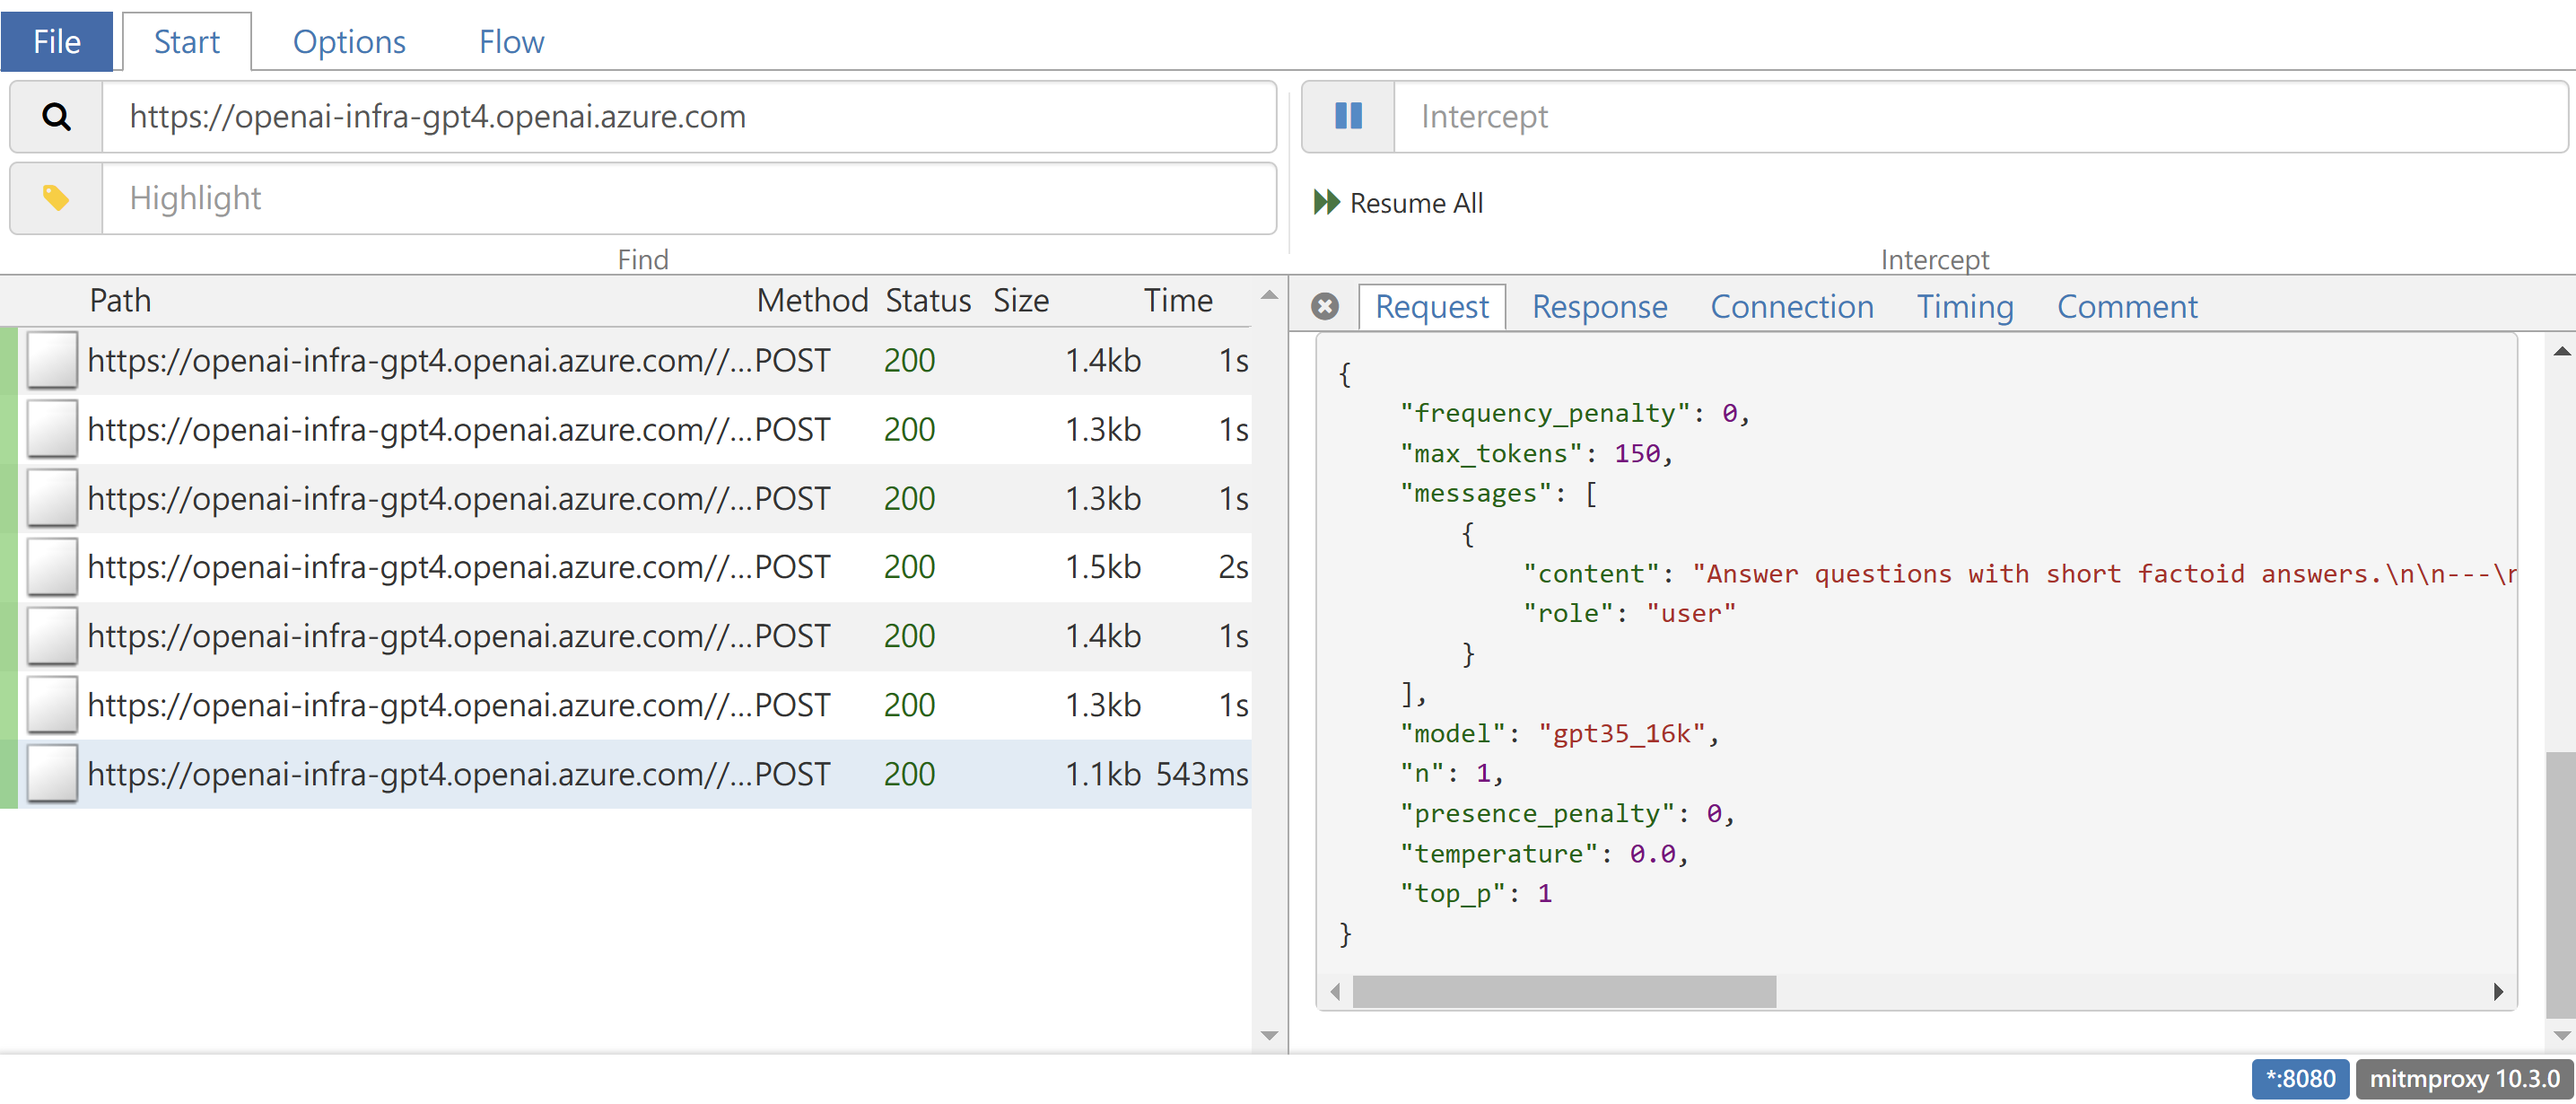 File Start Options Flow
https://openai-infra-gpt4.openai.azure.com
Highlight
Find
Intercept
Resume All
Intercept
Path Method Status Size Time
https://openai-infra-gpt4.openai.azure.com//... POST 200 1.4kb 1s
https://openai-infra-gpt4.openai.azure.com//... POST 200 1.3kb 1s
https://openai-infra-gpt4.openai.azure.com//... POST 200 1.3kb 1s
https://openai-infra-gpt4.openai.azure.com//... POST 200 1.5kb 2s
https://openai-infra-gpt4.openai.azure.com//... POST 200 1.4kb 1s
https://openai-infra-gpt4.openai.azure.com//... POST 200 1.3kb 1s
https://openai-infra-gpt4.openai.azure.com//... POST 200 1.1kb 543ms
Request Response Connection Timing Comment
{
"frequency_penalty": 0,
"max_tokens": 150,
"messages": [
{
"content": "Answer questions with short factoid answers.\n\n---\n
"role": "user"
}
],
"model": "gpt35_16k",
"n": 1,
"presence_penalty": 0,
"temperature": 0.0,
"top_p": 1
}
*:8080 mitmproxy 10.3.0